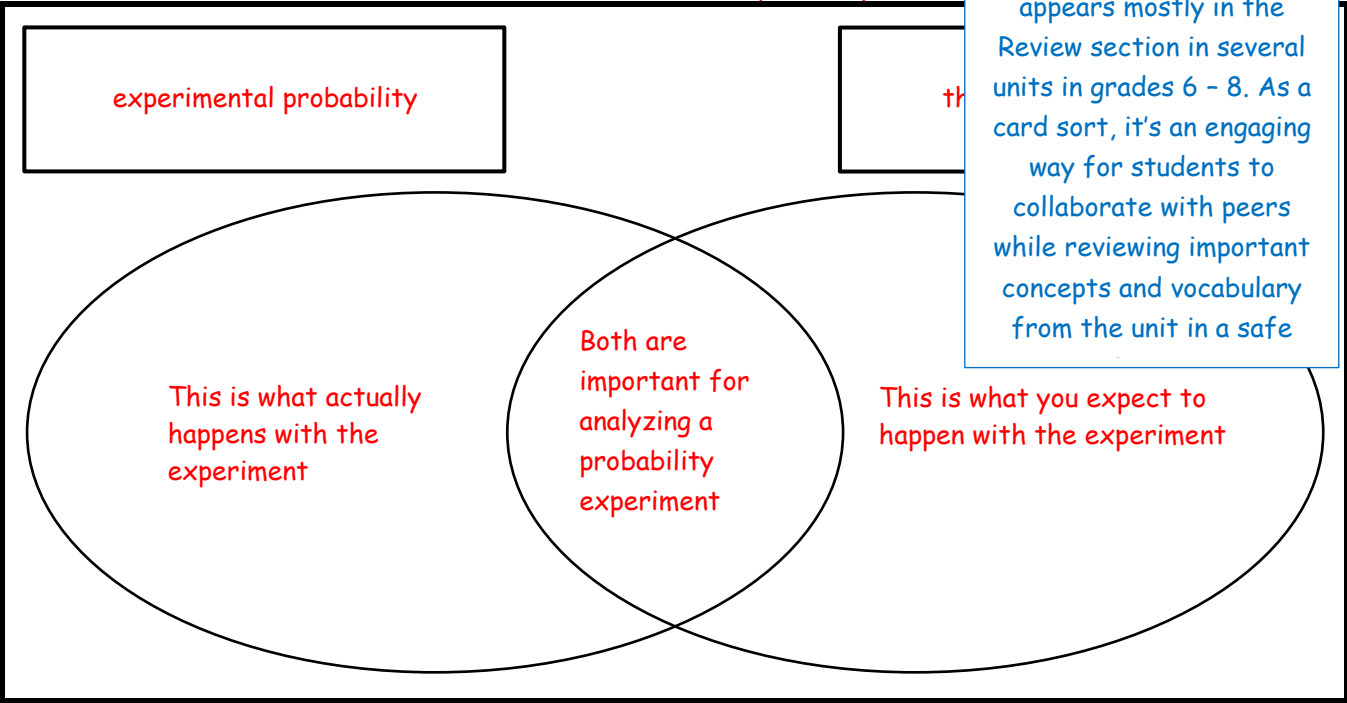 experimental probability
th
appears mostly in the
Review section in several
units in grades 6 – 8. As a
card sort, it's an engaging
way for students to
collaborate with peers
while reviewing important
concepts and vocabulary
from the unit in a safe
This is what actually
happens with the
experiment
Both are
important for
analyzing a
probability
experiment
This is what you expect to
happen with the experiment